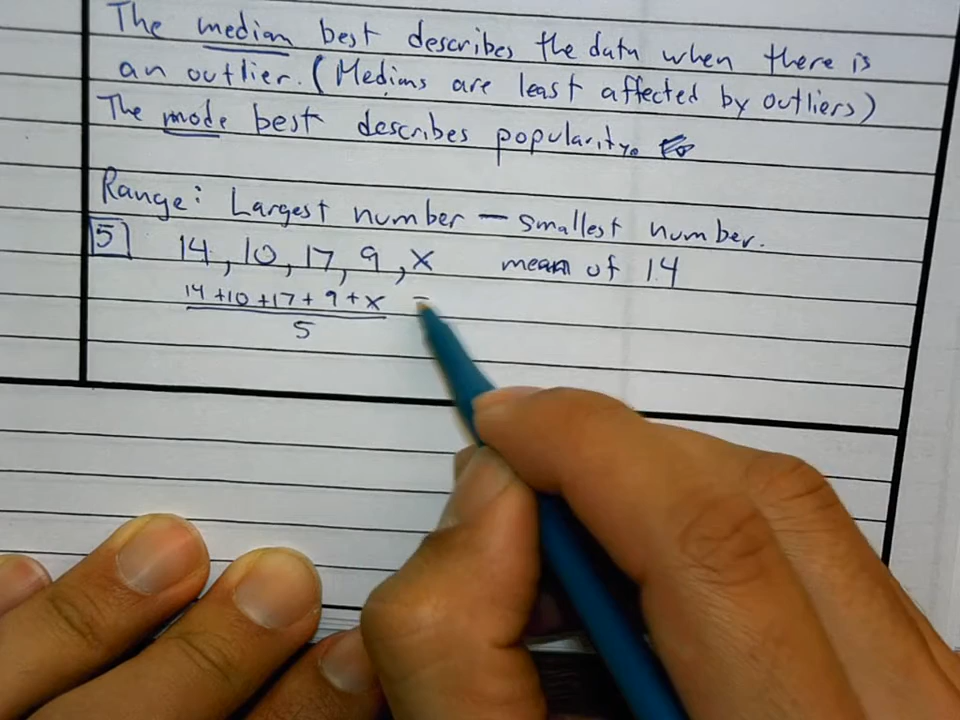 The median best describes the data when there is
an outlier. (Medians are least affected by outliers)
The mode best describes popularity.
Range: Largest number - smallest number.
5 14, 10, 17, 9, x mean of 14
14 + 10 + 17 + 9 + x =
5